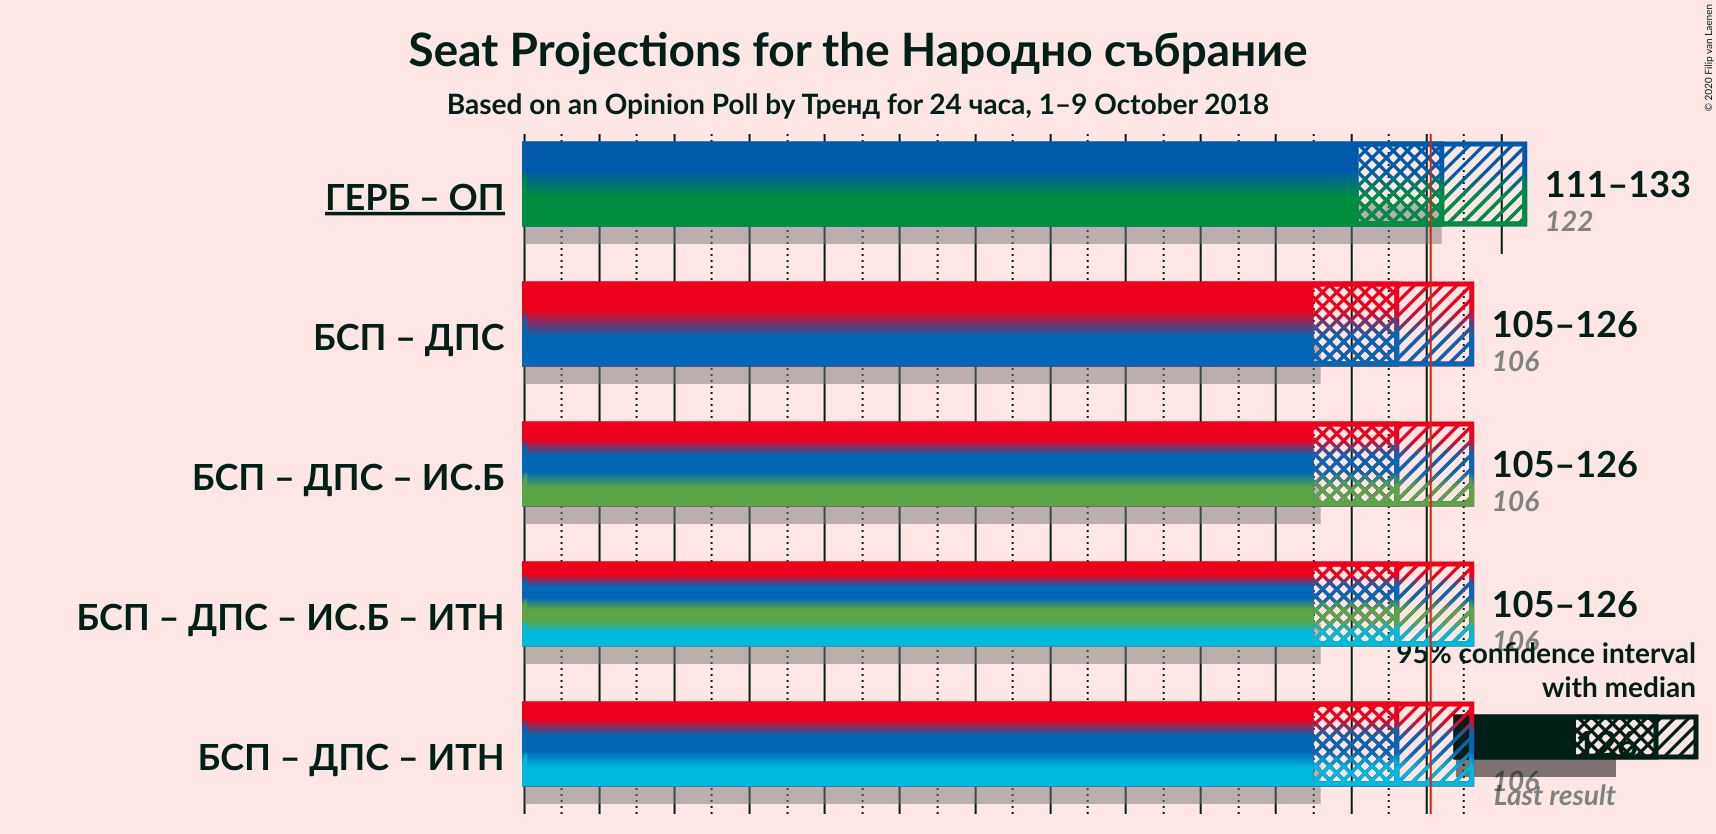 Seat Projections for the Народно събрание
Based on an Opinion Poll by Тренд for 24 часа, 1–9 October 2018
© 2020 Filip van Laenen
ГЕРБ – ОП
111–133
122
БСП – ДПС
105–126
106
БСП – ДПС – ИС.Б
105–126
106
БСП – ДПС – ИС.Б – ИТН
105–126
106
95% confidence interval
with median
БСП – ДПС – ИТН
106
Last result